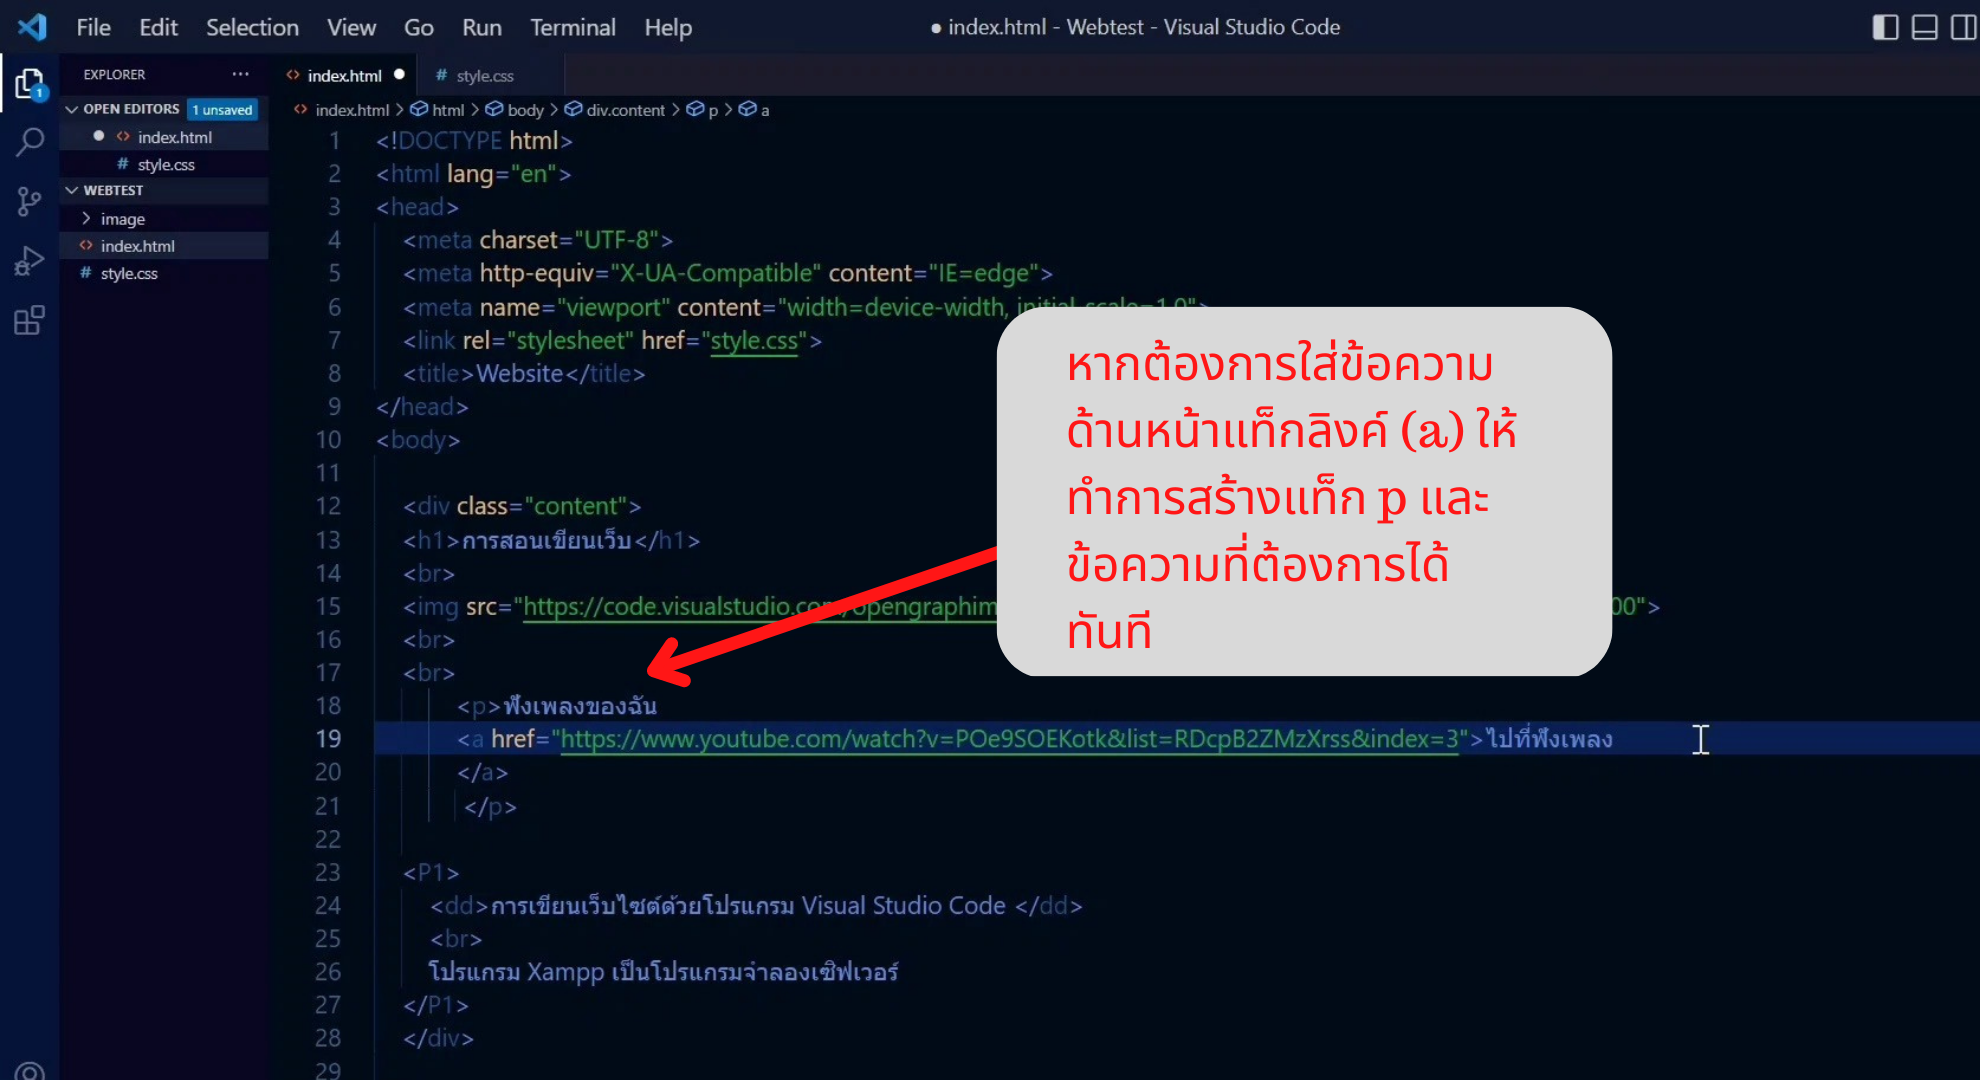 File Edit Selection View Go Run Terminal Help
● index.html - Webtest - Visual Studio Code
EXPLORER ...
OPEN EDITORS 1 unsaved
index.html
style.css
WEBTEST
image
index.html
style.css
1
index.html ● # style.css
index.html > html > body > div.content > p > a
1 <!DOCTYPE html>
2 <html lang="en">
3 <head>
4 <meta charset="UTF-8">
5 <meta http-equiv="X-UA-Compatible" content="IE=edge">
6 <meta name="viewport" content="width=device-width, initial-scale=1.0">
7 <link rel="stylesheet" href="style.css">
8 <title>Website</title>
9 </head>
10 <body>
11
12 <div class="content">
13 <h1>การสอนเขียนเว็บ</h1>
14 <br>
15 <img src="https://code.visualstudio.com/opengraphim 00">
16 <br>
17 <br>
18 <p>ฟังเพลงของฉัน
19 <a href="https://www.youtube.com/watch?v=POe9SOEKotk&list=RDcpB2ZMzXrss&index=3">ไปที่ฟังเพลง
20 </a>
21 </p>
22
23 <P1>
24 <dd>การเขียนเว็บไซต์ด้วยโปรแกรม Visual Studio Code </dd>
25 <br>
26 โปรแกรม Xampp เป็นโปรแกรมจำลองเซิฟเวอร์
27 </P1>
28 </div>
29
หากต้องการใส่ข้อความ
ด้านหน้าแท็กลิงค์ (a) ให้
ทำการสร้างแท็ก p และ
ข้อความที่ต้องการได้
ทันที